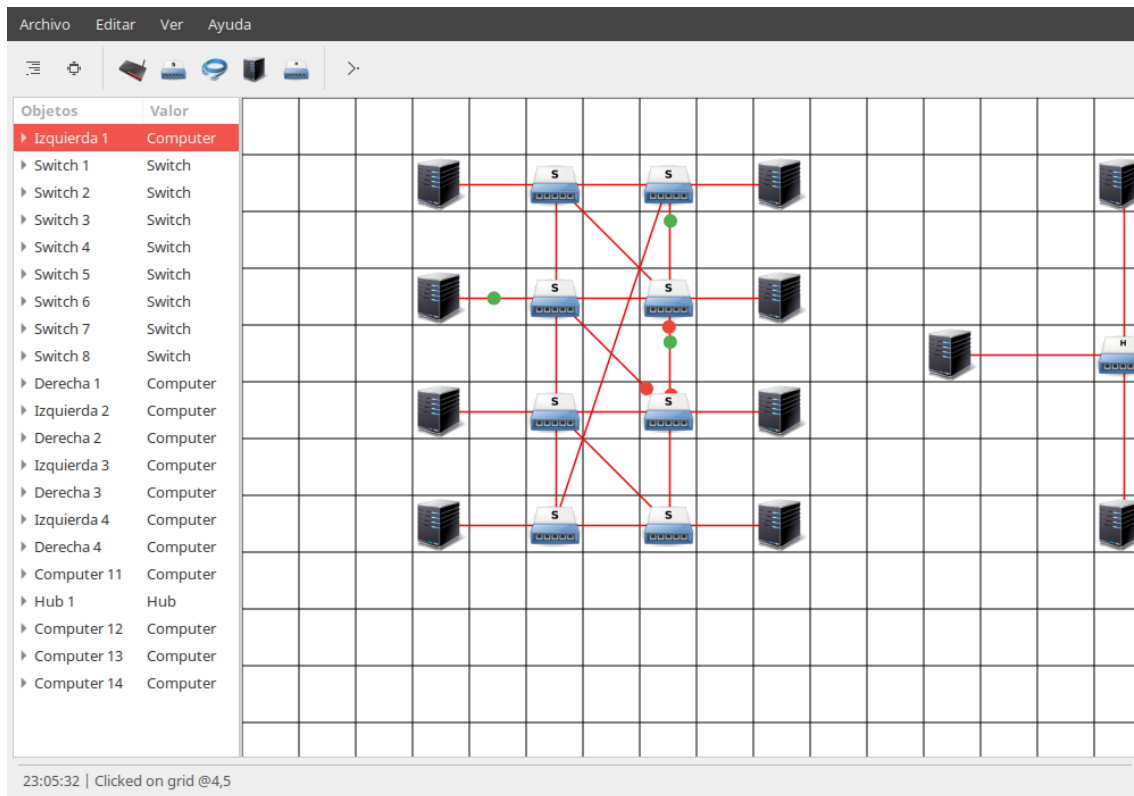 Archivo Editar Ver Ayuda
S H
Objetos Valor
Izquierda 1 Computer
Switch 1 Switch
Switch 2 Switch
Switch 3 Switch
Switch 4 Switch
Switch 5 Switch
Switch 6 Switch
Switch 7 Switch
Switch 8 Switch
Derecha 1 Computer
Izquierda 2 Computer
Derecha 2 Computer
Izquierda 3 Computer
Derecha 3 Computer
Izquierda 4 Computer
Derecha 4 Computer
Computer 11 Computer
Hub 1 Hub
Computer 12 Computer
Computer 13 Computer
Computer 14 Computer
S S
S S
H
S S
S S
23:05:32 | Clicked on grid @4,5